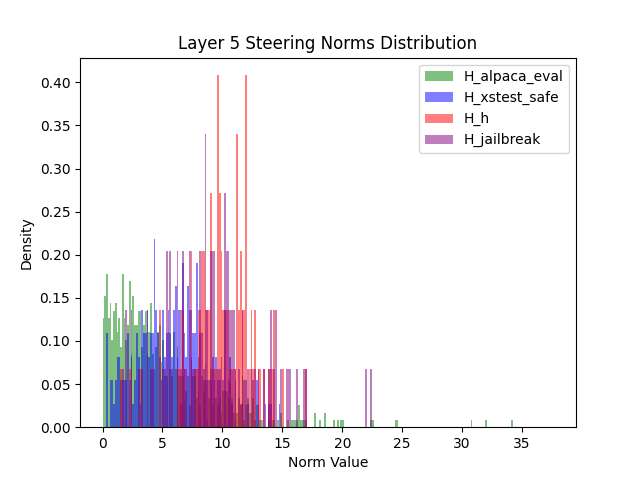 Layer 5 Steering Norms Distribution
H_alpaca_eval
H_xstest_safe
H_h
H_jailbreak
Density
0.40
0.35
0.30
0.25
0.20
0.15
0.10
0.05
0.00
0 5 10 15 20 25 30 35
Norm Value